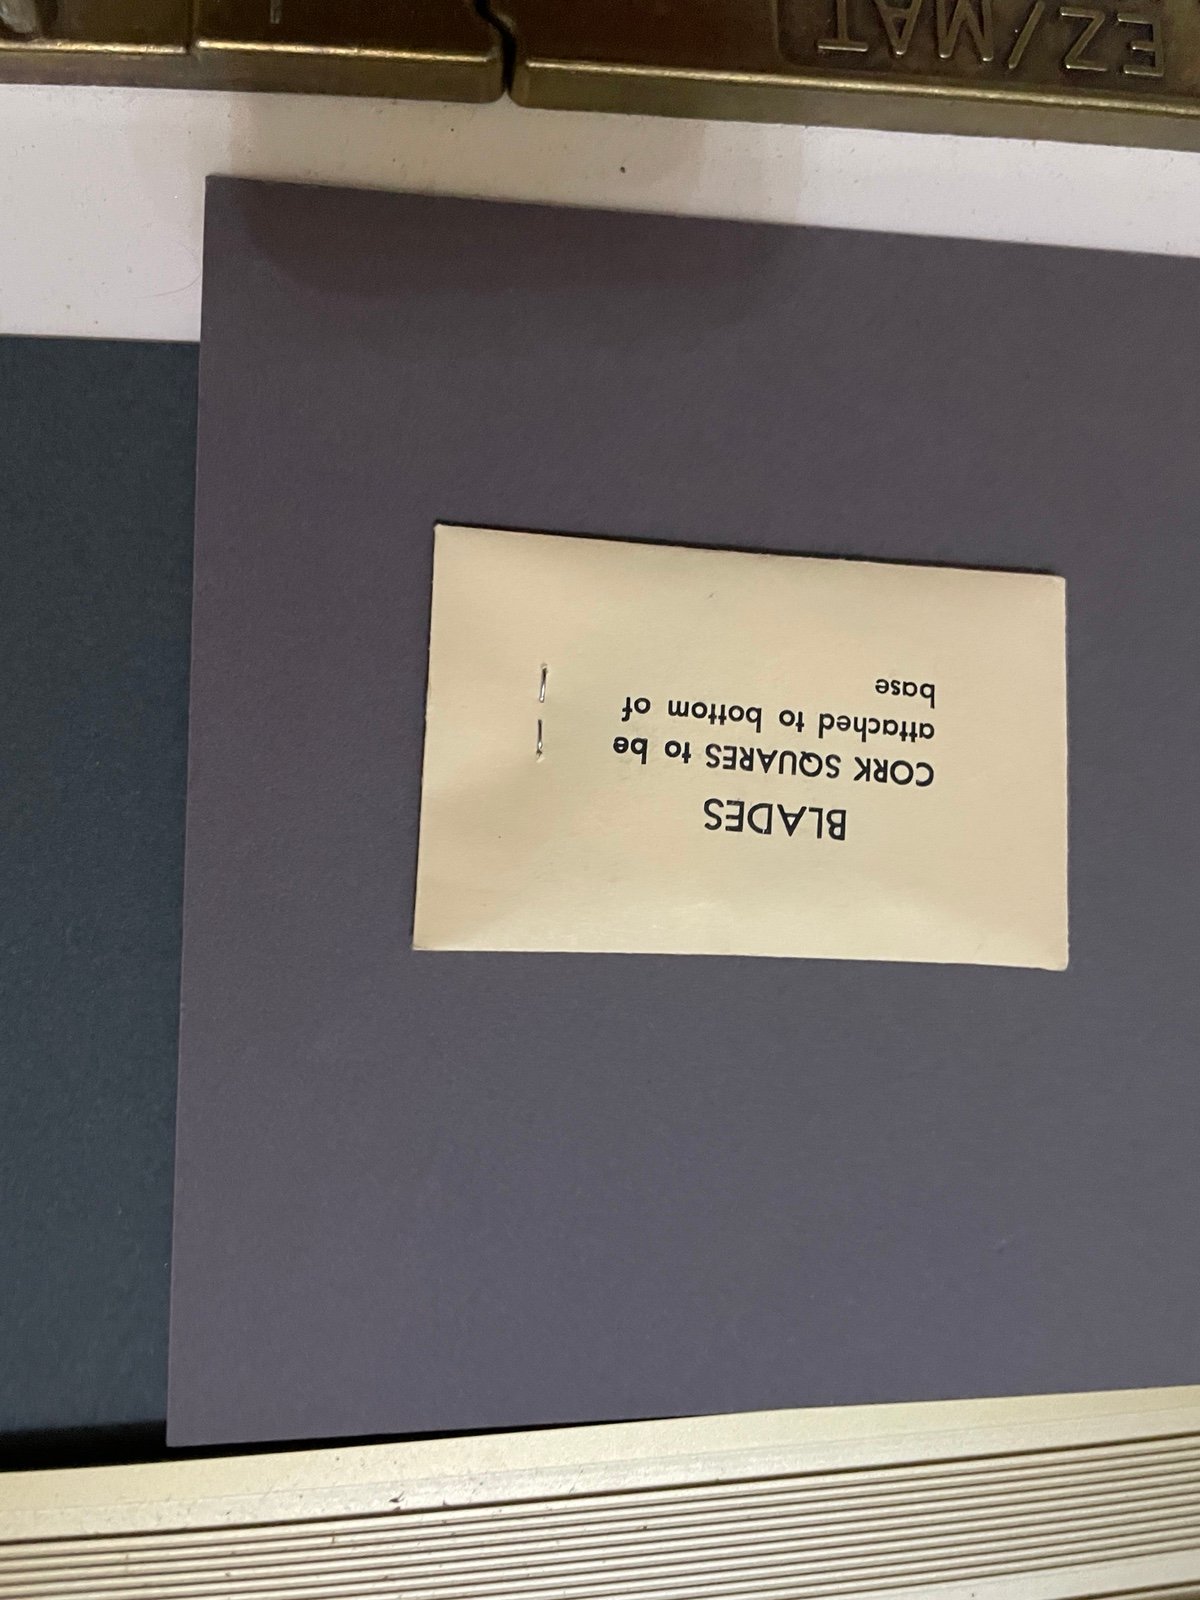 EZ/MAT
BLADES
CORK SQUARES to be
attached to bottom of
base